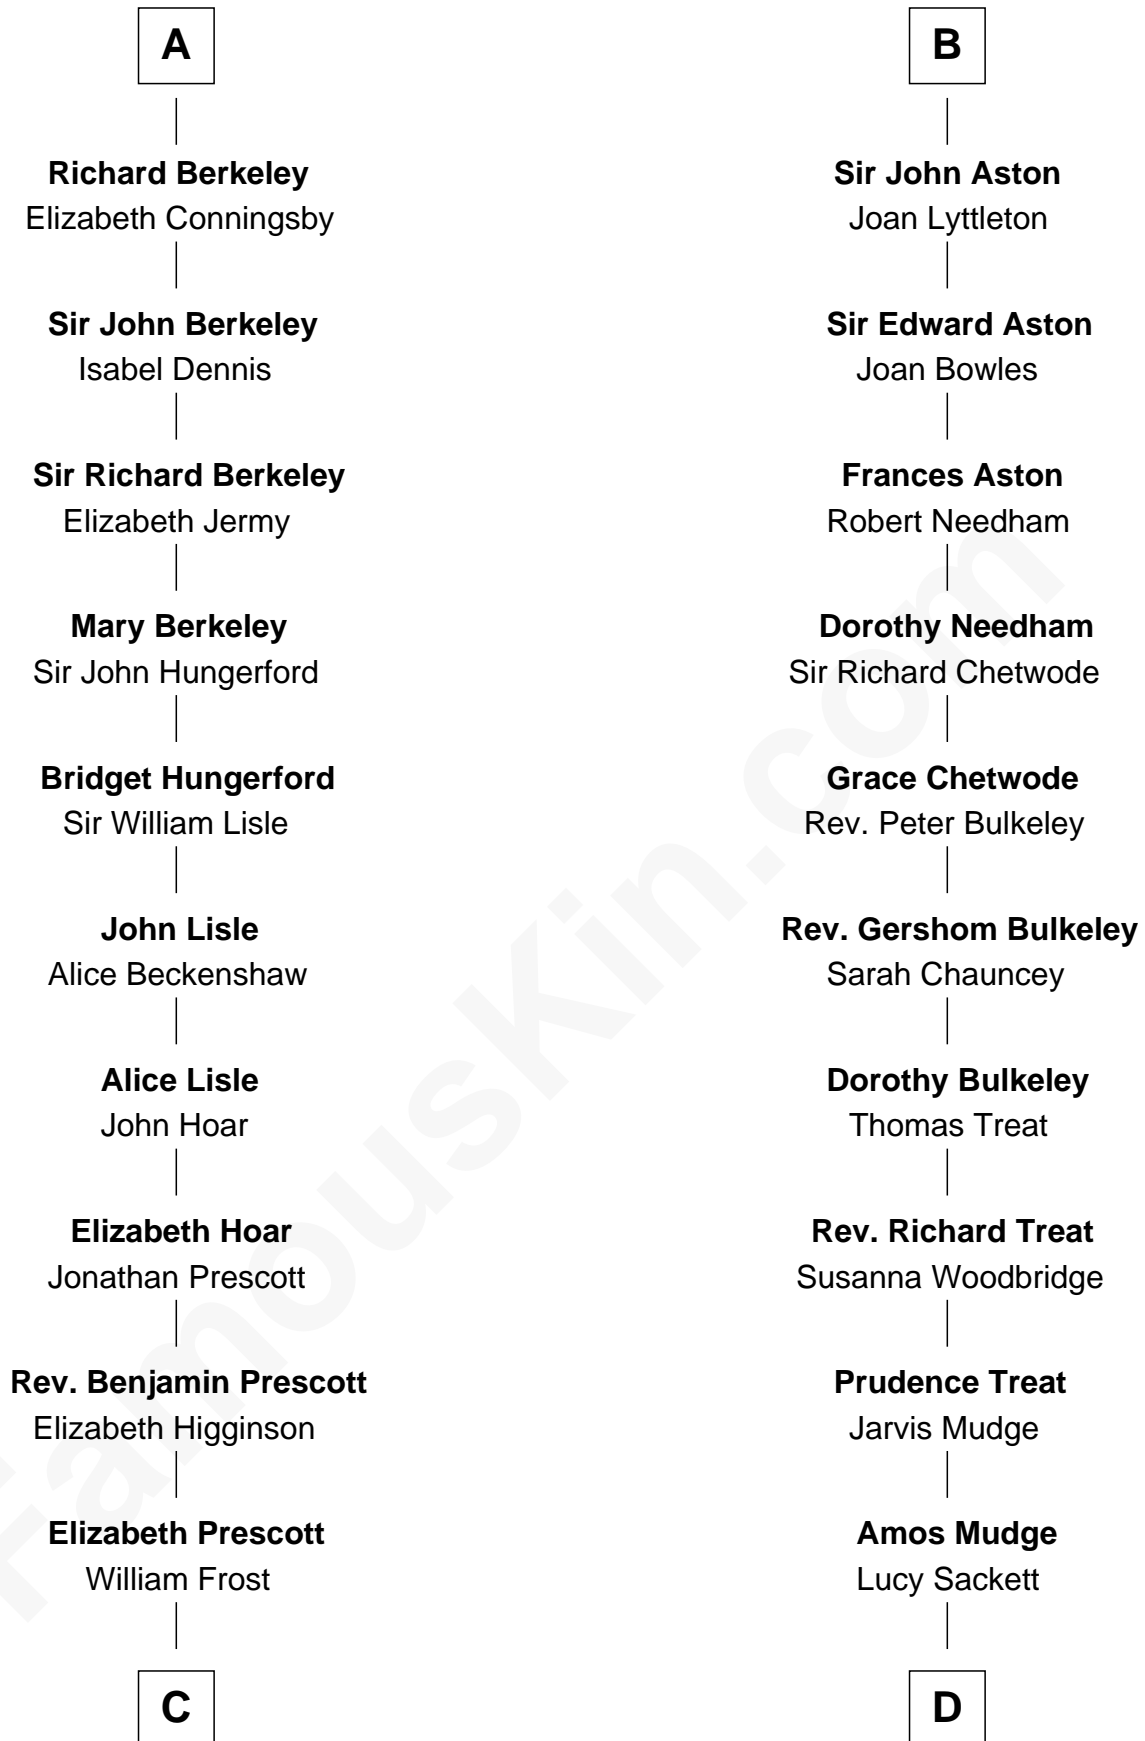 A
Richard Berkeley
Elizabeth Conningsby
Sir John Berkeley
Isabel Dennis
Sir Richard Berkeley
Elizabeth Jermy
Mary Berkeley
Sir John Hungerford
Bridget Hungerford
Sir William Lisle
John Lisle
Alice Beckenshaw
Alice Lisle
John Hoar
Elizabeth Hoar
Jonathan Prescott
Rev. Benjamin Prescott
Elizabeth Higginson
Elizabeth Prescott
William Frost
C
B
Sir John Aston
Joan Lyttleton
Sir Edward Aston
Joan Bowles
Frances Aston
Robert Needham
Dorothy Needham
Sir Richard Chetwode
Grace Chetwode
Rev. Peter Bulkeley
Rev. Gershom Bulkeley
Sarah Chauncey
Dorothy Bulkeley
Thomas Treat
Rev. Richard Treat
Susanna Woodbridge
Prudence Treat
Jarvis Mudge
Amos Mudge
Lucy Sackett
D
FamousKin.com